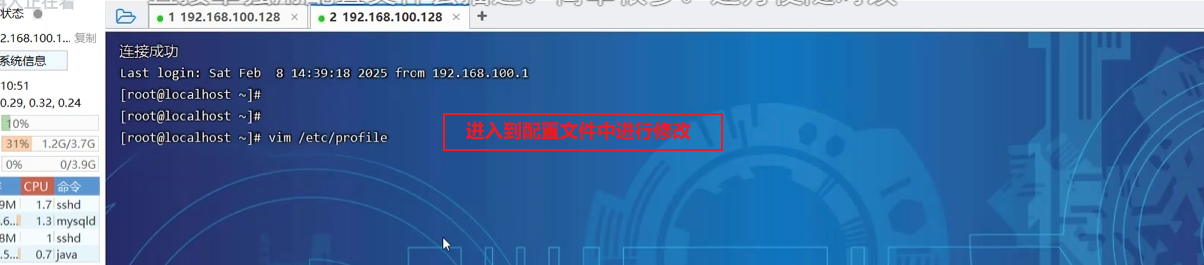 状态
1 192.168.100.128
2 192.168.100.128
2.168.100.1... 复制
系统信息
10:51
0.29, 0.32, 0.24
10%
31% 1.2G/3.7G
0% 0/3.9G
CPU 命令
9M 1.7 sshd
.6... 1.3 mysqld
8M 1 sshd
.5... 0.7 java
连接成功
Last login: Sat Feb  8 14:39:18 2025 from 192.168.100.1
[root@localhost ~]#
[root@localhost ~]#
[root@localhost ~]# vim /etc/profile
进入到配置文件中进行修改